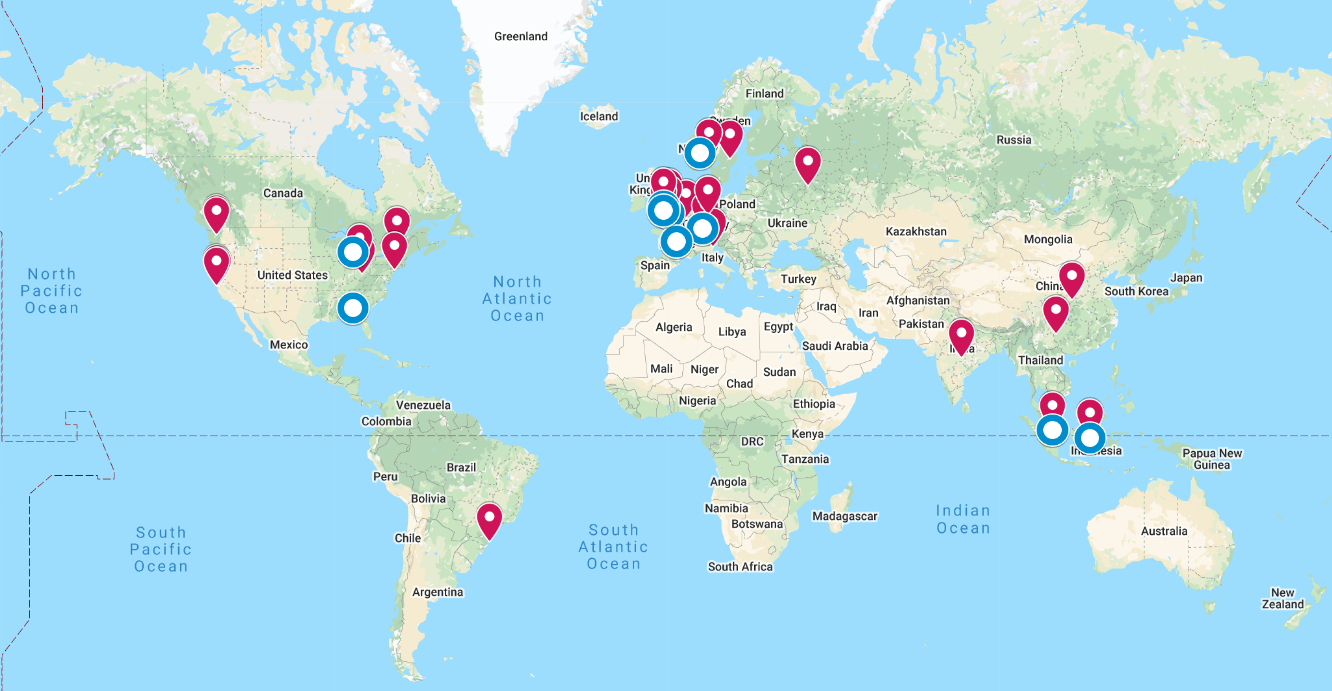 Greenland
Finland
Iceland
Sweden
Russia
Canada
Poland
Ukraine
Kazakhstan
Mongolia
North
Pacific
Ocean
United States
North
Atlantic
Ocean
Spain
Italy
Turkey
China
South Korea
Japan
Afghanistan
Iraq
Iran
Pakistan
Algeria
Libya
Egypt
Saudi Arabia
Mexico
India
Thailand
Mali
Niger
Chad
Sudan
Nigeria
Ethiopia
Venezuela
Colombia
DRC
Kenya
Tanzania
Indonesia
Papua New
Guinea
Peru
Brazil
Bolivia
Angola
Namibia
Botswana
Madagascar
Indian
Ocean
South
Pacific
Ocean
South
Atlantic
Ocean
Chile
South Africa
Australia
Argentina
New
Zealand